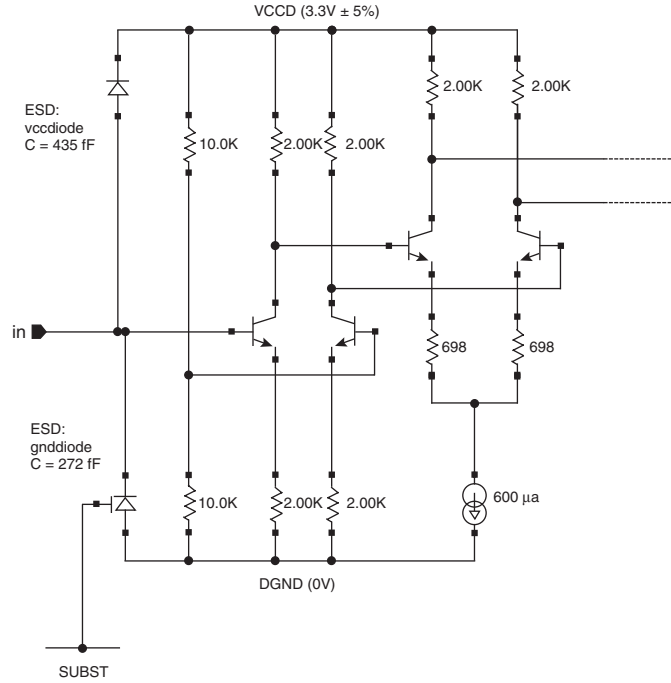 VCCD (3.3V ± 5%)
ESD:
vccdiode
C = 435 fF
10.0K
2.00K
2.00K
2.00K
2.00K
in
698
698
ESD:
gnddiode
C = 272 fF
10.0K
2.00K
2.00K
600 µa
DGND (0V)
SUBST